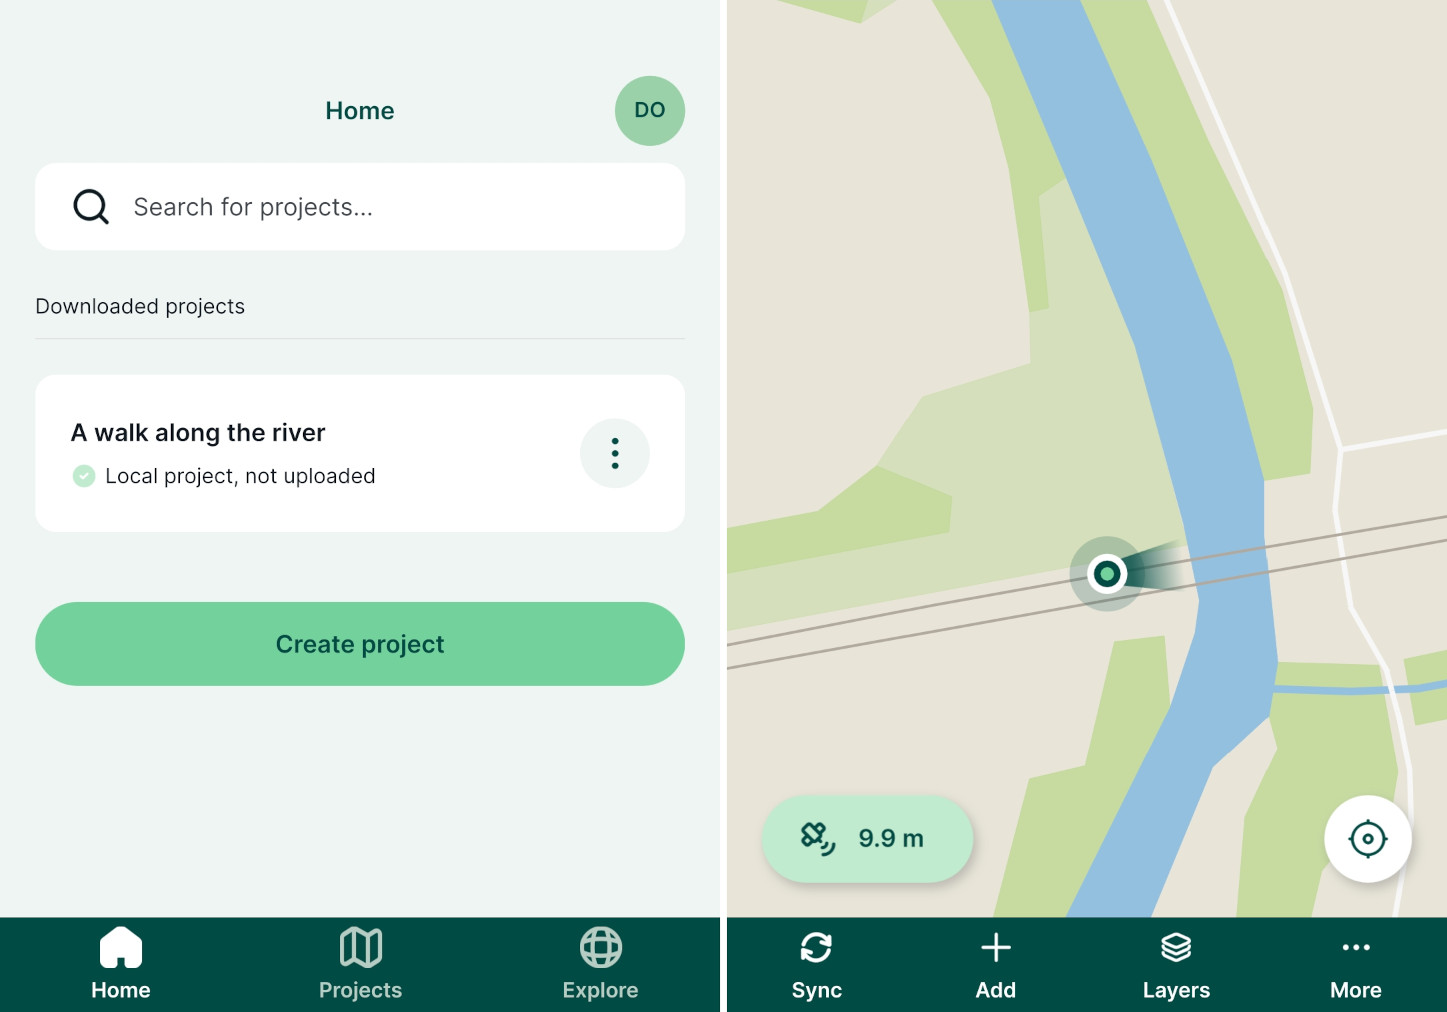 Home
DO
Search for projects...
Downloaded projects
A walk along the river
Local project, not uploaded
Create project
Home
Projects
Explore
9.9 m
Sync
Add
Layers
More